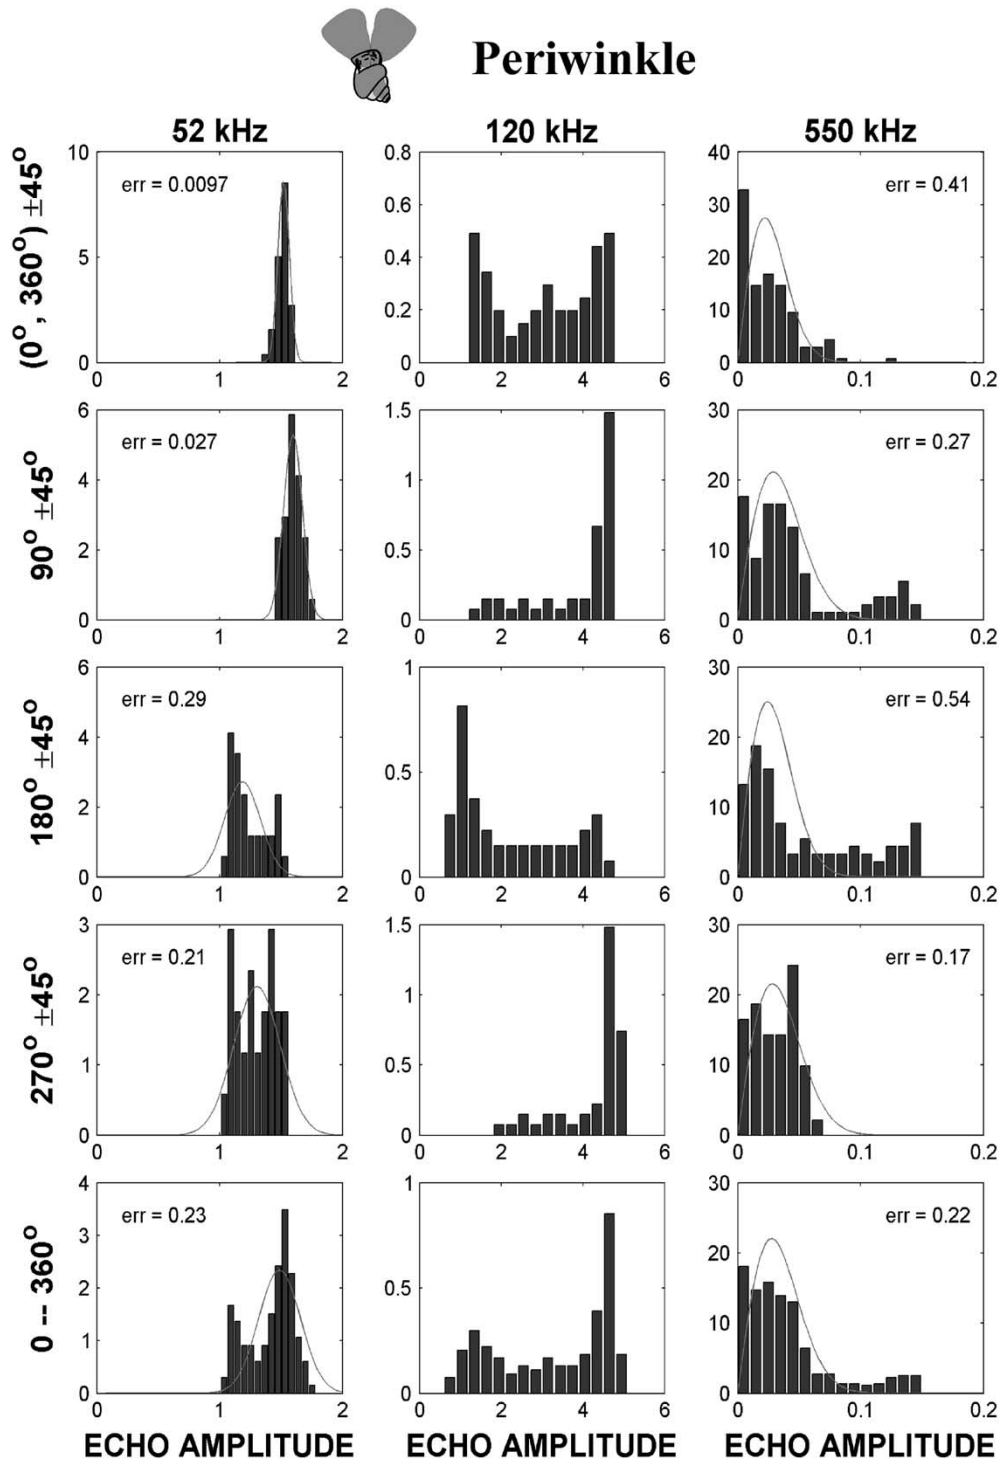 Periwinkle
52 kHz 120 kHz 550 kHz
(0°, 360°) ±45°
10 5 0
err = 0.0097
0 1 2
0.8 0.6 0.4 0.2 0
0 2 4 6
40 30 20 10 0
err = 0.41
0 0.1 0.2
90° ±45°
6 4 2 0
err = 0.027
0 1 2
1.5 1 0.5 0
0 2 4 6
30 20 10 0
err = 0.27
0 0.1 0.2
180° ±45°
6 4 2 0
err = 0.29
0 1 2
1 0.5 0
0 2 4 6
30 20 10 0
err = 0.54
0 0.1 0.2
270° ±45°
3 2 1 0
err = 0.21
0 1 2
1.5 1 0.5 0
0 2 4 6
30 20 10 0
err = 0.17
0 0.1 0.2
0 -- 360°
4 3 2 1 0
err = 0.23
0 1 2
1 0.5 0
0 2 4 6
30 20 10 0
err = 0.22
0 0.1 0.2
ECHO AMPLITUDE ECHO AMPLITUDE